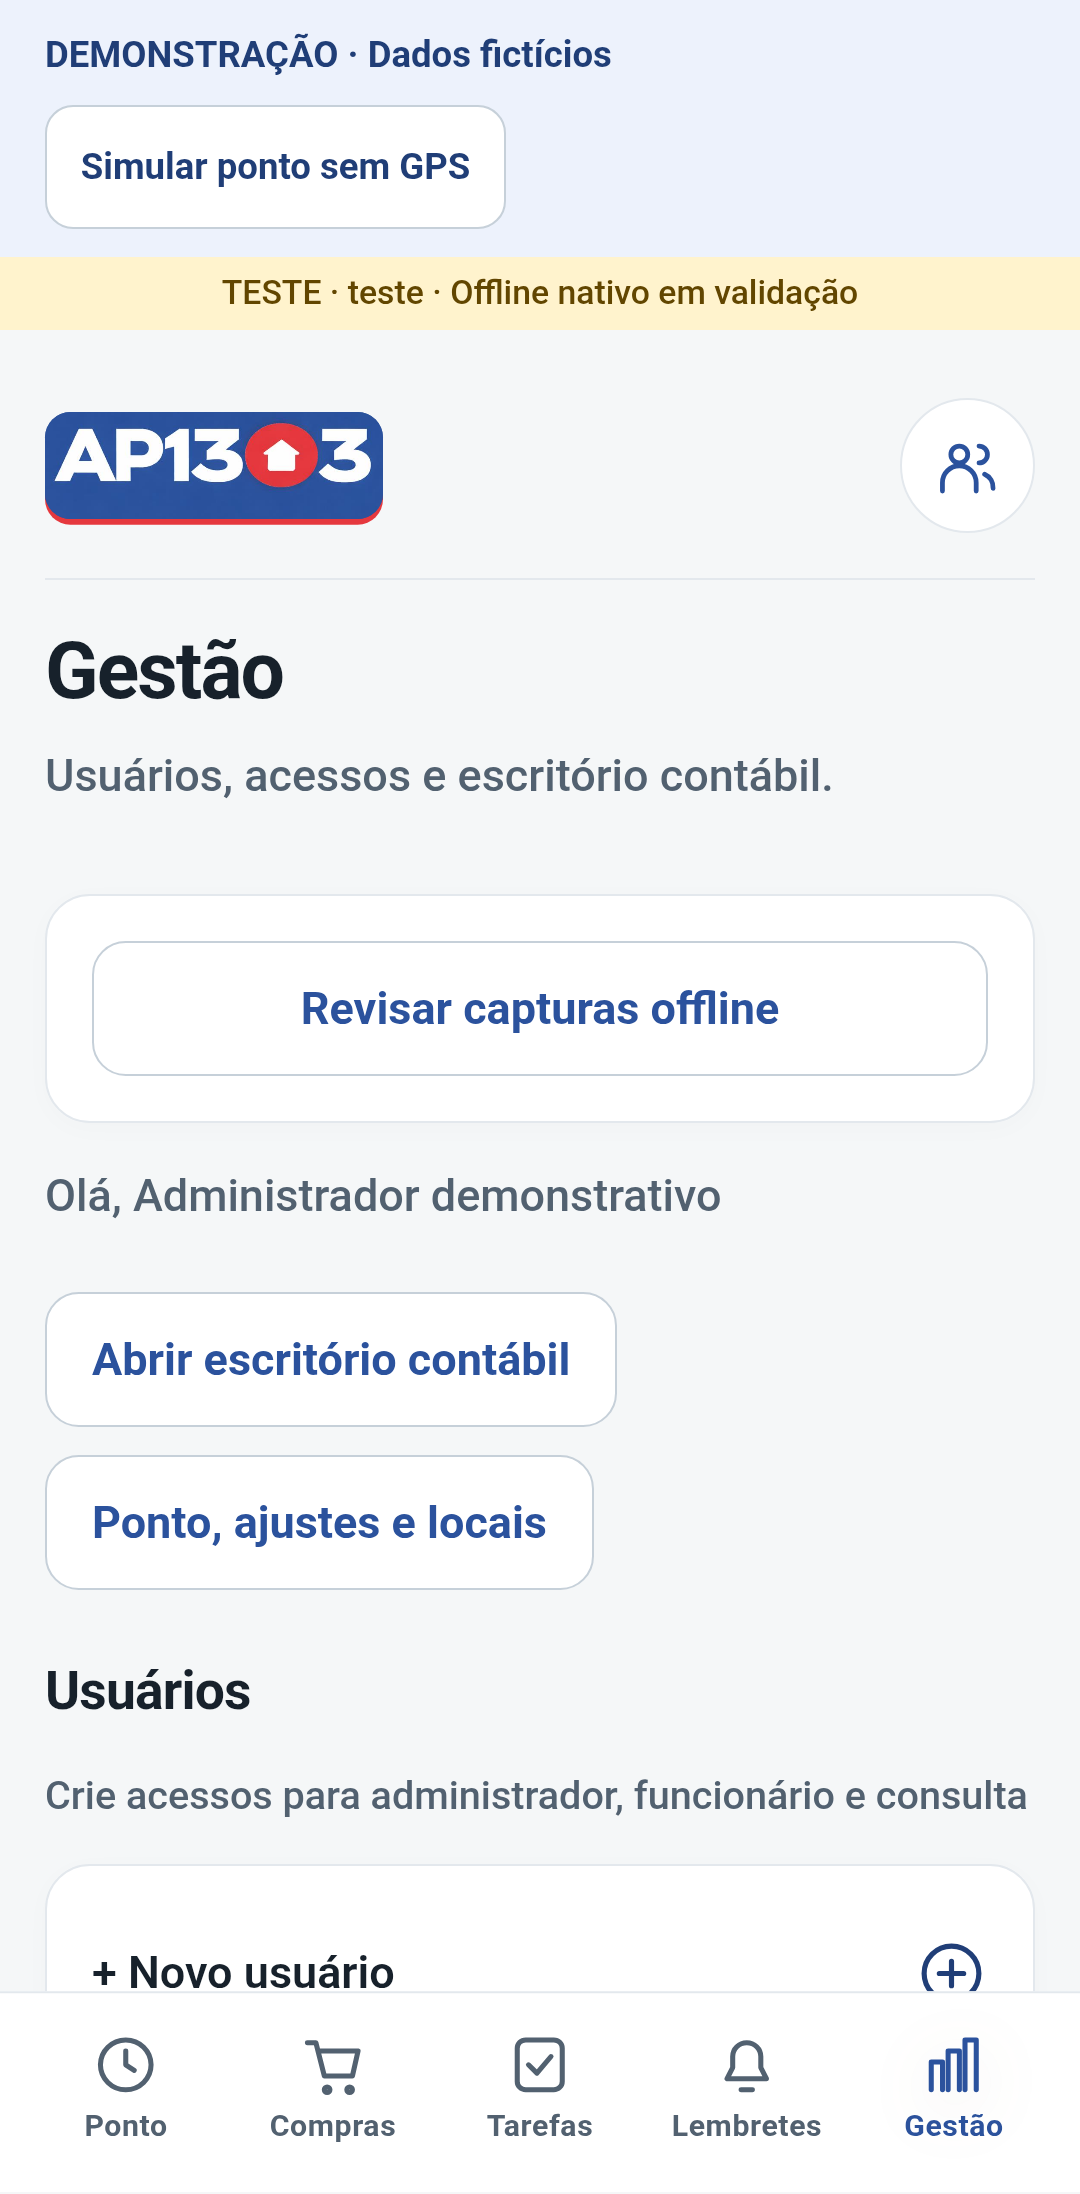 DEMONSTRAÇÃO · Dados fictícios
Simular ponto sem GPS
TESTE · teste · Offline nativo em validação
AP1303
Gestão
Usuários, acessos e escritório contábil.
Revisar capturas offline
Olá, Administrador demonstrativo
Abrir escritório contábil
Ponto, ajustes e locais
Usuários
Crie acessos para administrador, funcionário e consulta
+ Novo usuário
Ponto
Compras
Tarefas
Lembretes
Gestão